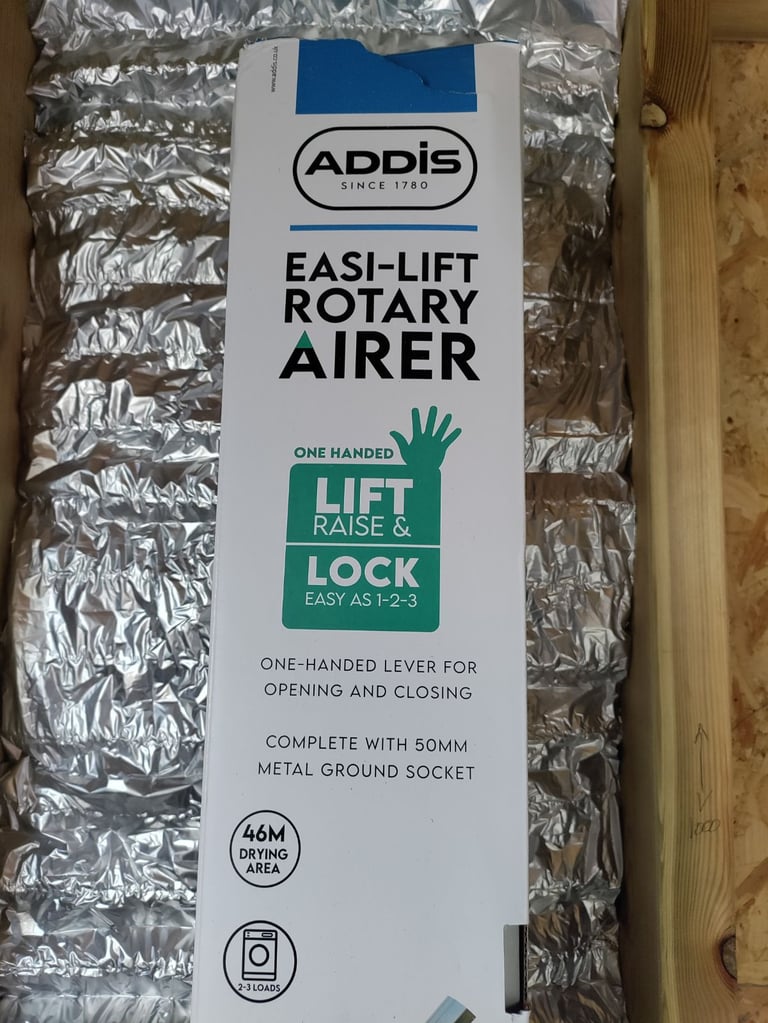 www.addis.co.uk
ADDiS
SINCE 1780
EASI-LIFT
ROTARY
AIRER
ONE HANDED
LIFT
RAISE &
LOCK
EASY AS 1-2-3
ONE-HANDED LEVER FOR
OPENING AND CLOSING
COMPLETE WITH 50MM
METAL GROUND SOCKET
46M
DRYING
AREA
2-3 LOADS